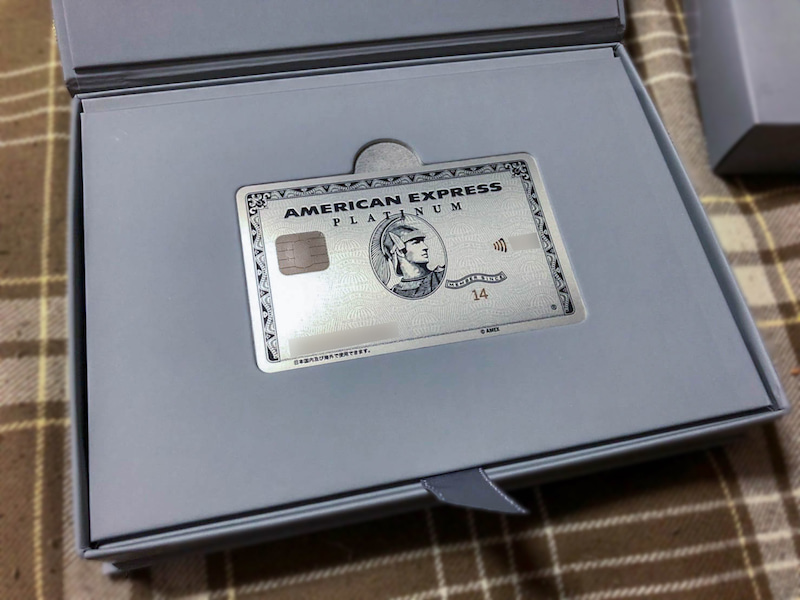 AMERICAN EXPRESS
PLATINUM
MEMBER SINCE
14
®
© AMEX
日本国内及び海外で使用できます。